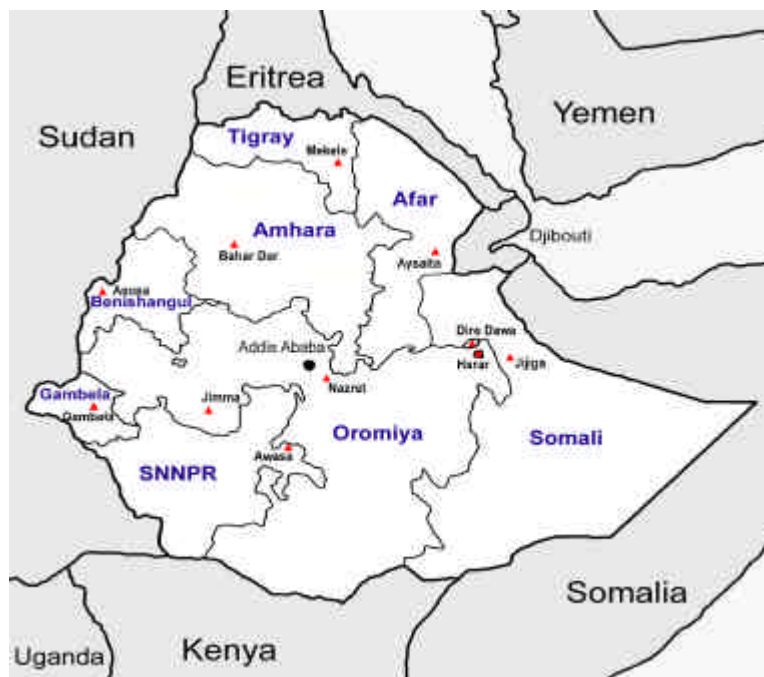 Eritrea
Yemen
Sudan
Tigray
Mekele
Afar
Amhara
Djibouti
Bahar Dar
Aysaita
Asosa
Benishangul
Dire Dawa
Addis Ababa
Harar
Jijiga
Nazrut
Gambela
Jimma
Gambela
Oromiya
Somali
Awasa
SNNPR
Somalia
Kenya
Uganda